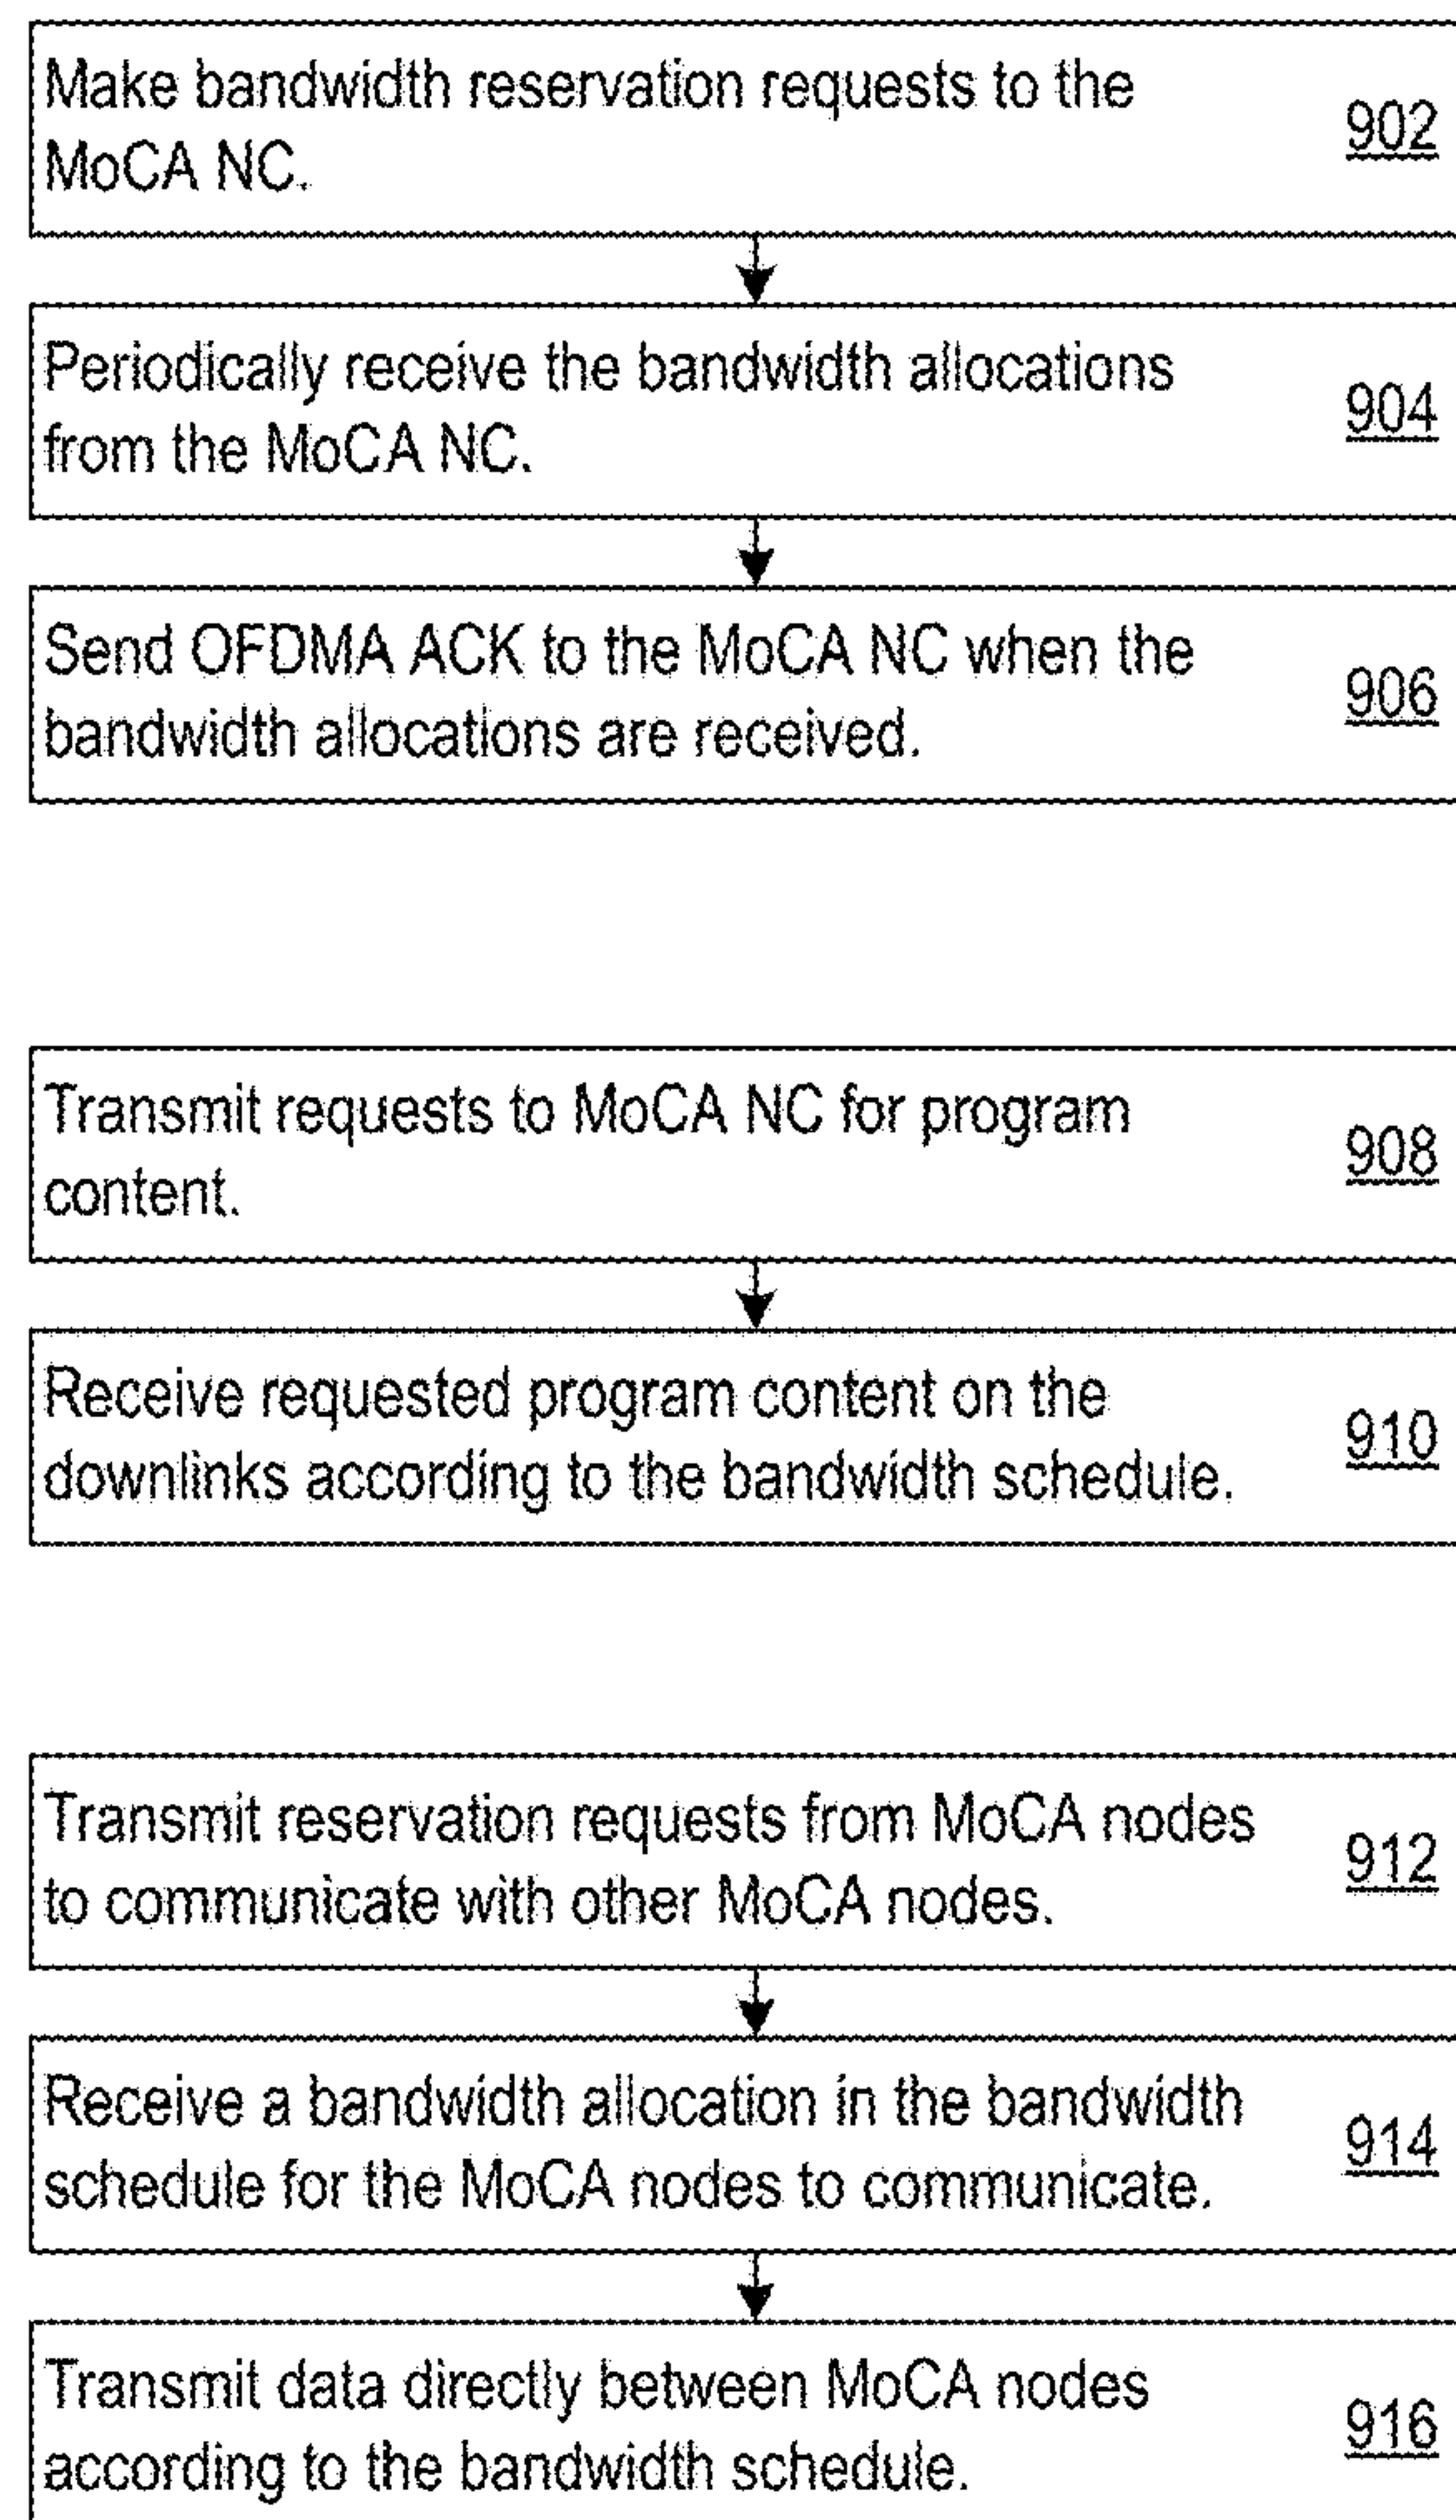 Make bandwidth reservation requests to the
MoCA NC.
902
Periodically receive the bandwidth allocations
from the MoCA NC.
904
Send OFDMA ACK to the MoCA NC when the
bandwidth allocations are received.
906
Transmit requests to MoCA NC for program
content.
908
Receive requested program content on the
downlinks according to the bandwidth schedule.
910
Transmit reservation requests from MoCA nodes
to communicate with other MoCA nodes.
912
Receive a bandwidth allocation in the bandwidth
schedule for the MoCA nodes to communicate.
914
Transmit data directly between MoCA nodes
according to the bandwidth schedule.
916